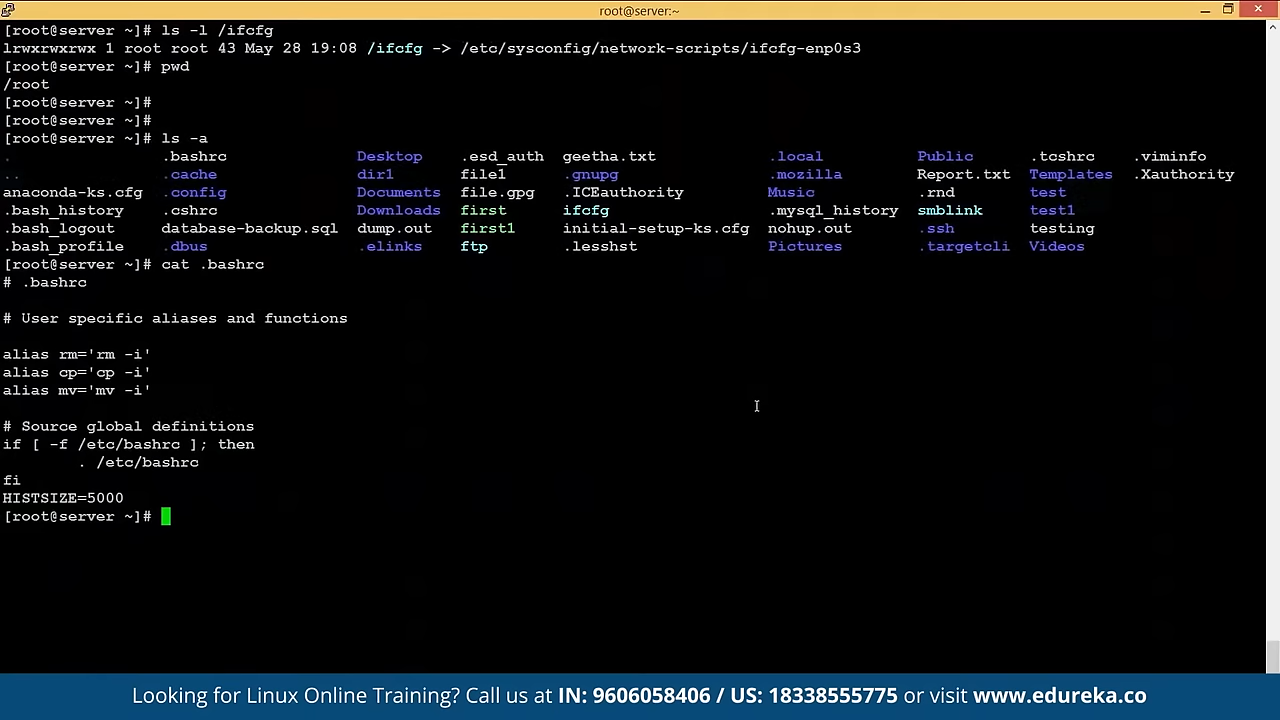 root@server:~
[root@server ~]# ls -l /ifcfg
lrwxrwxrwx 1 root root 43 May 28 19:08 /ifcfg -> /etc/sysconfig/network-scripts/ifcfg-enp0s3
[root@server ~]# pwd
/root
[root@server ~]#
[root@server ~]#
[root@server ~]# ls -a
. .bashrc Desktop .esd_auth geetha.txt .local Public .tcshrc .viminfo
.. .cache dir1 file1 .gnupg .mozilla Report.txt Templates .Xauthority
anaconda-ks.cfg .config Documents file.gpg .ICEauthority Music .rnd test
.bash_history .cshrc Downloads first ifcfg .mysql_history smblink test1
.bash_logout database-backup.sql dump.out first1 initial-setup-ks.cfg nohup.out .ssh testing
.bash_profile .dbus .elinks ftp .lesshst Pictures .targetcli Videos
[root@server ~]# cat .bashrc
# .bashrc
# User specific aliases and functions
alias rm='rm -i'
alias cp='cp -i'
alias mv='mv -i'
# Source global definitions
if [ -f /etc/bashrc ]; then
. /etc/bashrc
fi
HISTSIZE=5000
[root@server ~]#
Looking for Linux Online Training? Call us at IN: 9606058406 / US: 18338555775 or visit www.edureka.co